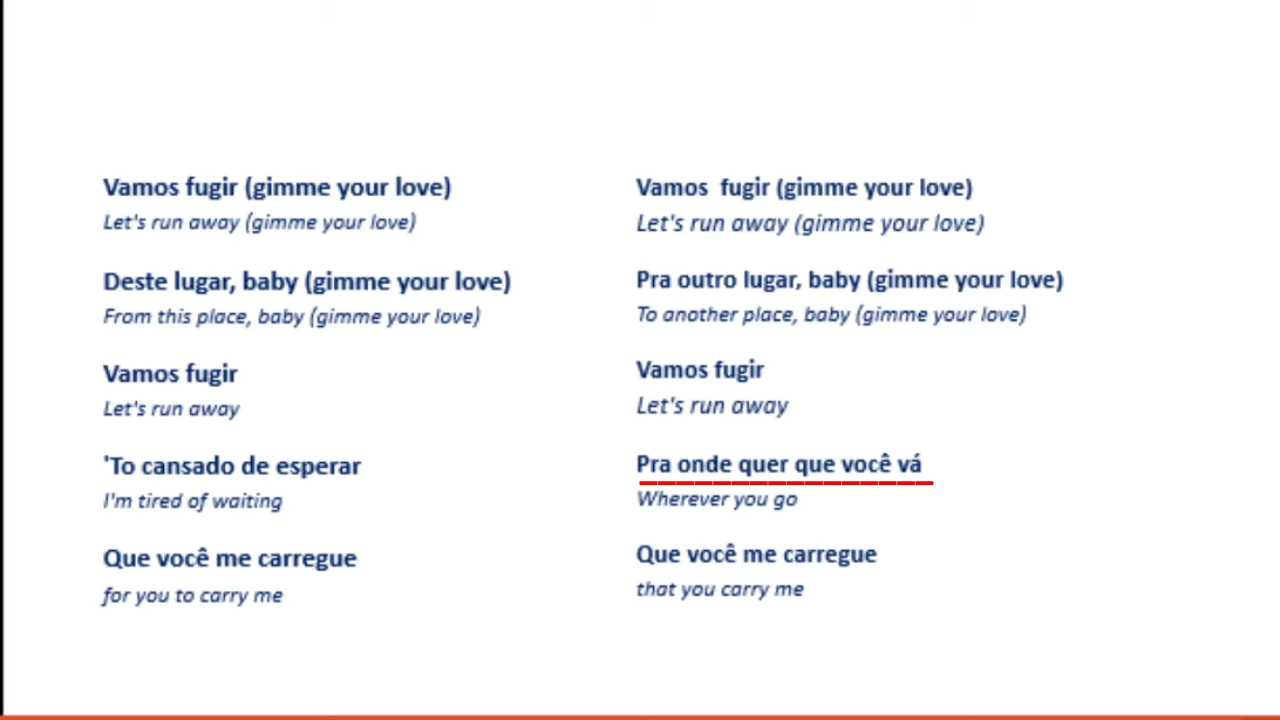 Vamos fugir (gimme your love)
Let's run away (gimme your love)
Deste lugar, baby (gimme your love)
From this place, baby (gimme your love)
Vamos fugir
Let's run away
'To cansado de esperar
I'm tired of waiting
Que você me carregue
for you to carry me
Vamos  fugir (gimme your love)
Let's run away (gimme your love)
Pra outro lugar, baby (gimme your love)
To another place, baby (gimme your love)
Vamos fugir
Let's run away
Pra onde quer que você vá
Wherever you go
Que você me carregue
that you carry me